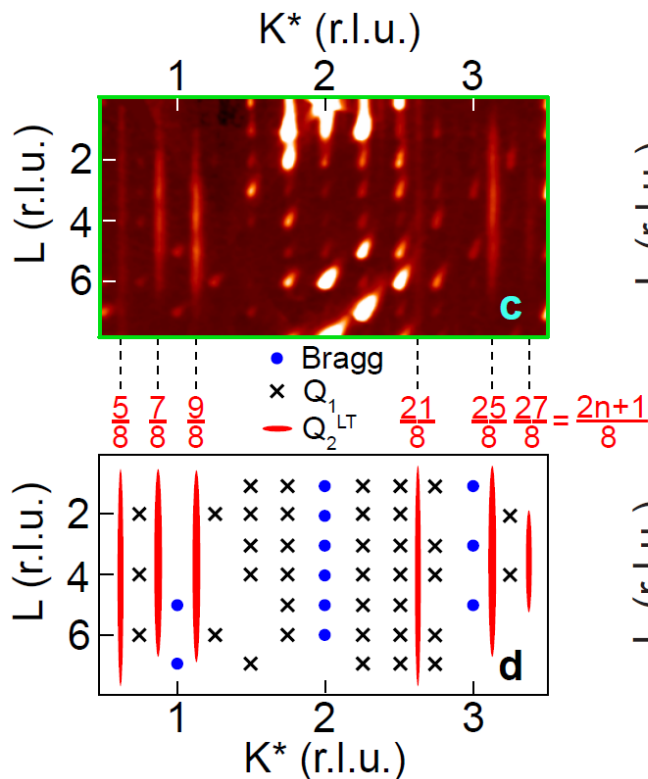 K* (r.l.u.)
1 2 3
L (r.l.u.)
2
4
6
c
L (r.l.u.)
Bragg
Q₁
Q₂ᴸᵀ
5/8 7/8 9/8 21/8 25/8 27/8 = 2n+1/8
L (r.l.u.)
2
4
6
d
L (r.l.u.)
1 2 3
K* (r.l.u.)